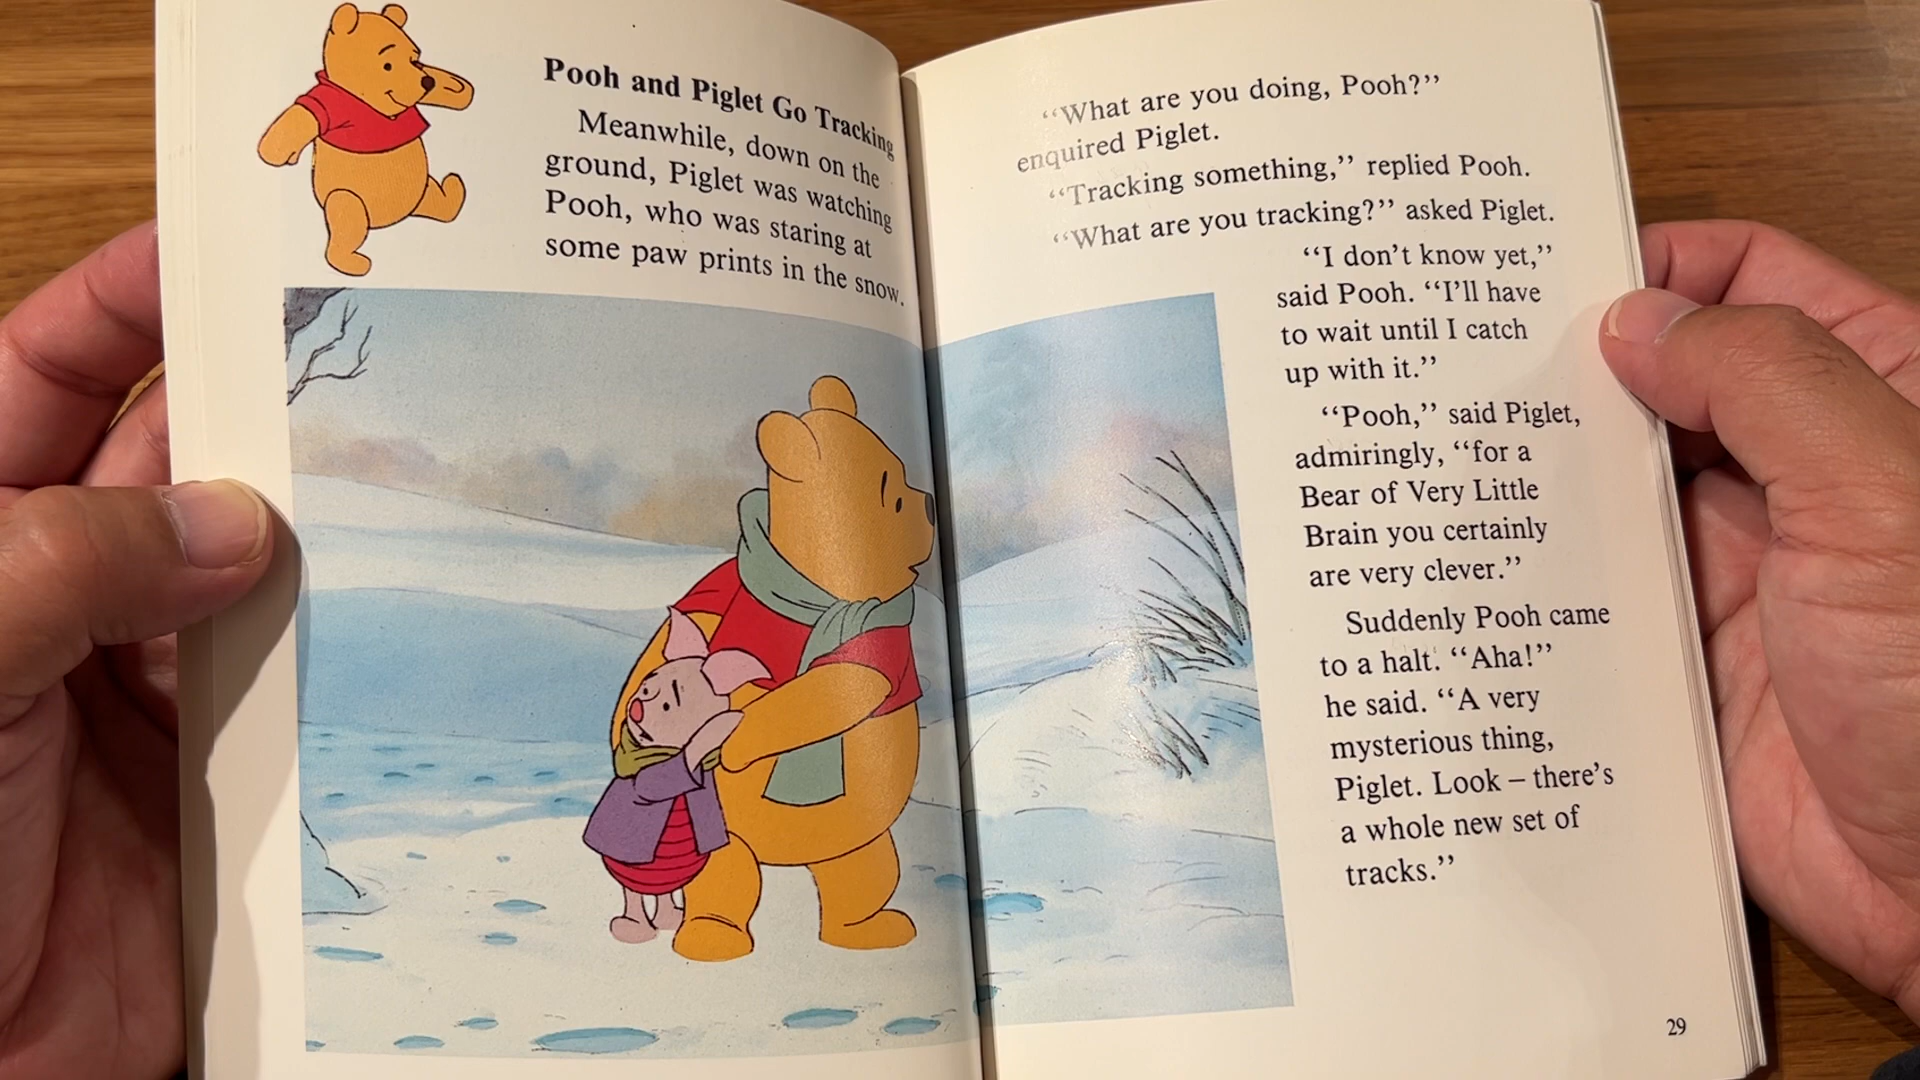 Pooh and Piglet Go Tracking
Meanwhile, down on the
ground, Piglet was watching
Pooh, who was staring at
some paw prints in the snow.
“What are you doing, Pooh?”
enquired Piglet.
“Tracking something,” replied Pooh.
“What are you tracking?” asked Piglet.
“I don’t know yet,”
said Pooh. “I’ll have
to wait until I catch
up with it.”
“Pooh,” said Piglet,
admiringly, “for a
Bear of Very Little
Brain you certainly
are very clever.”
Suddenly Pooh came
to a halt. “Aha!”
he said. “A very
mysterious thing,
Piglet. Look – there’s
a whole new set of
tracks.”
29